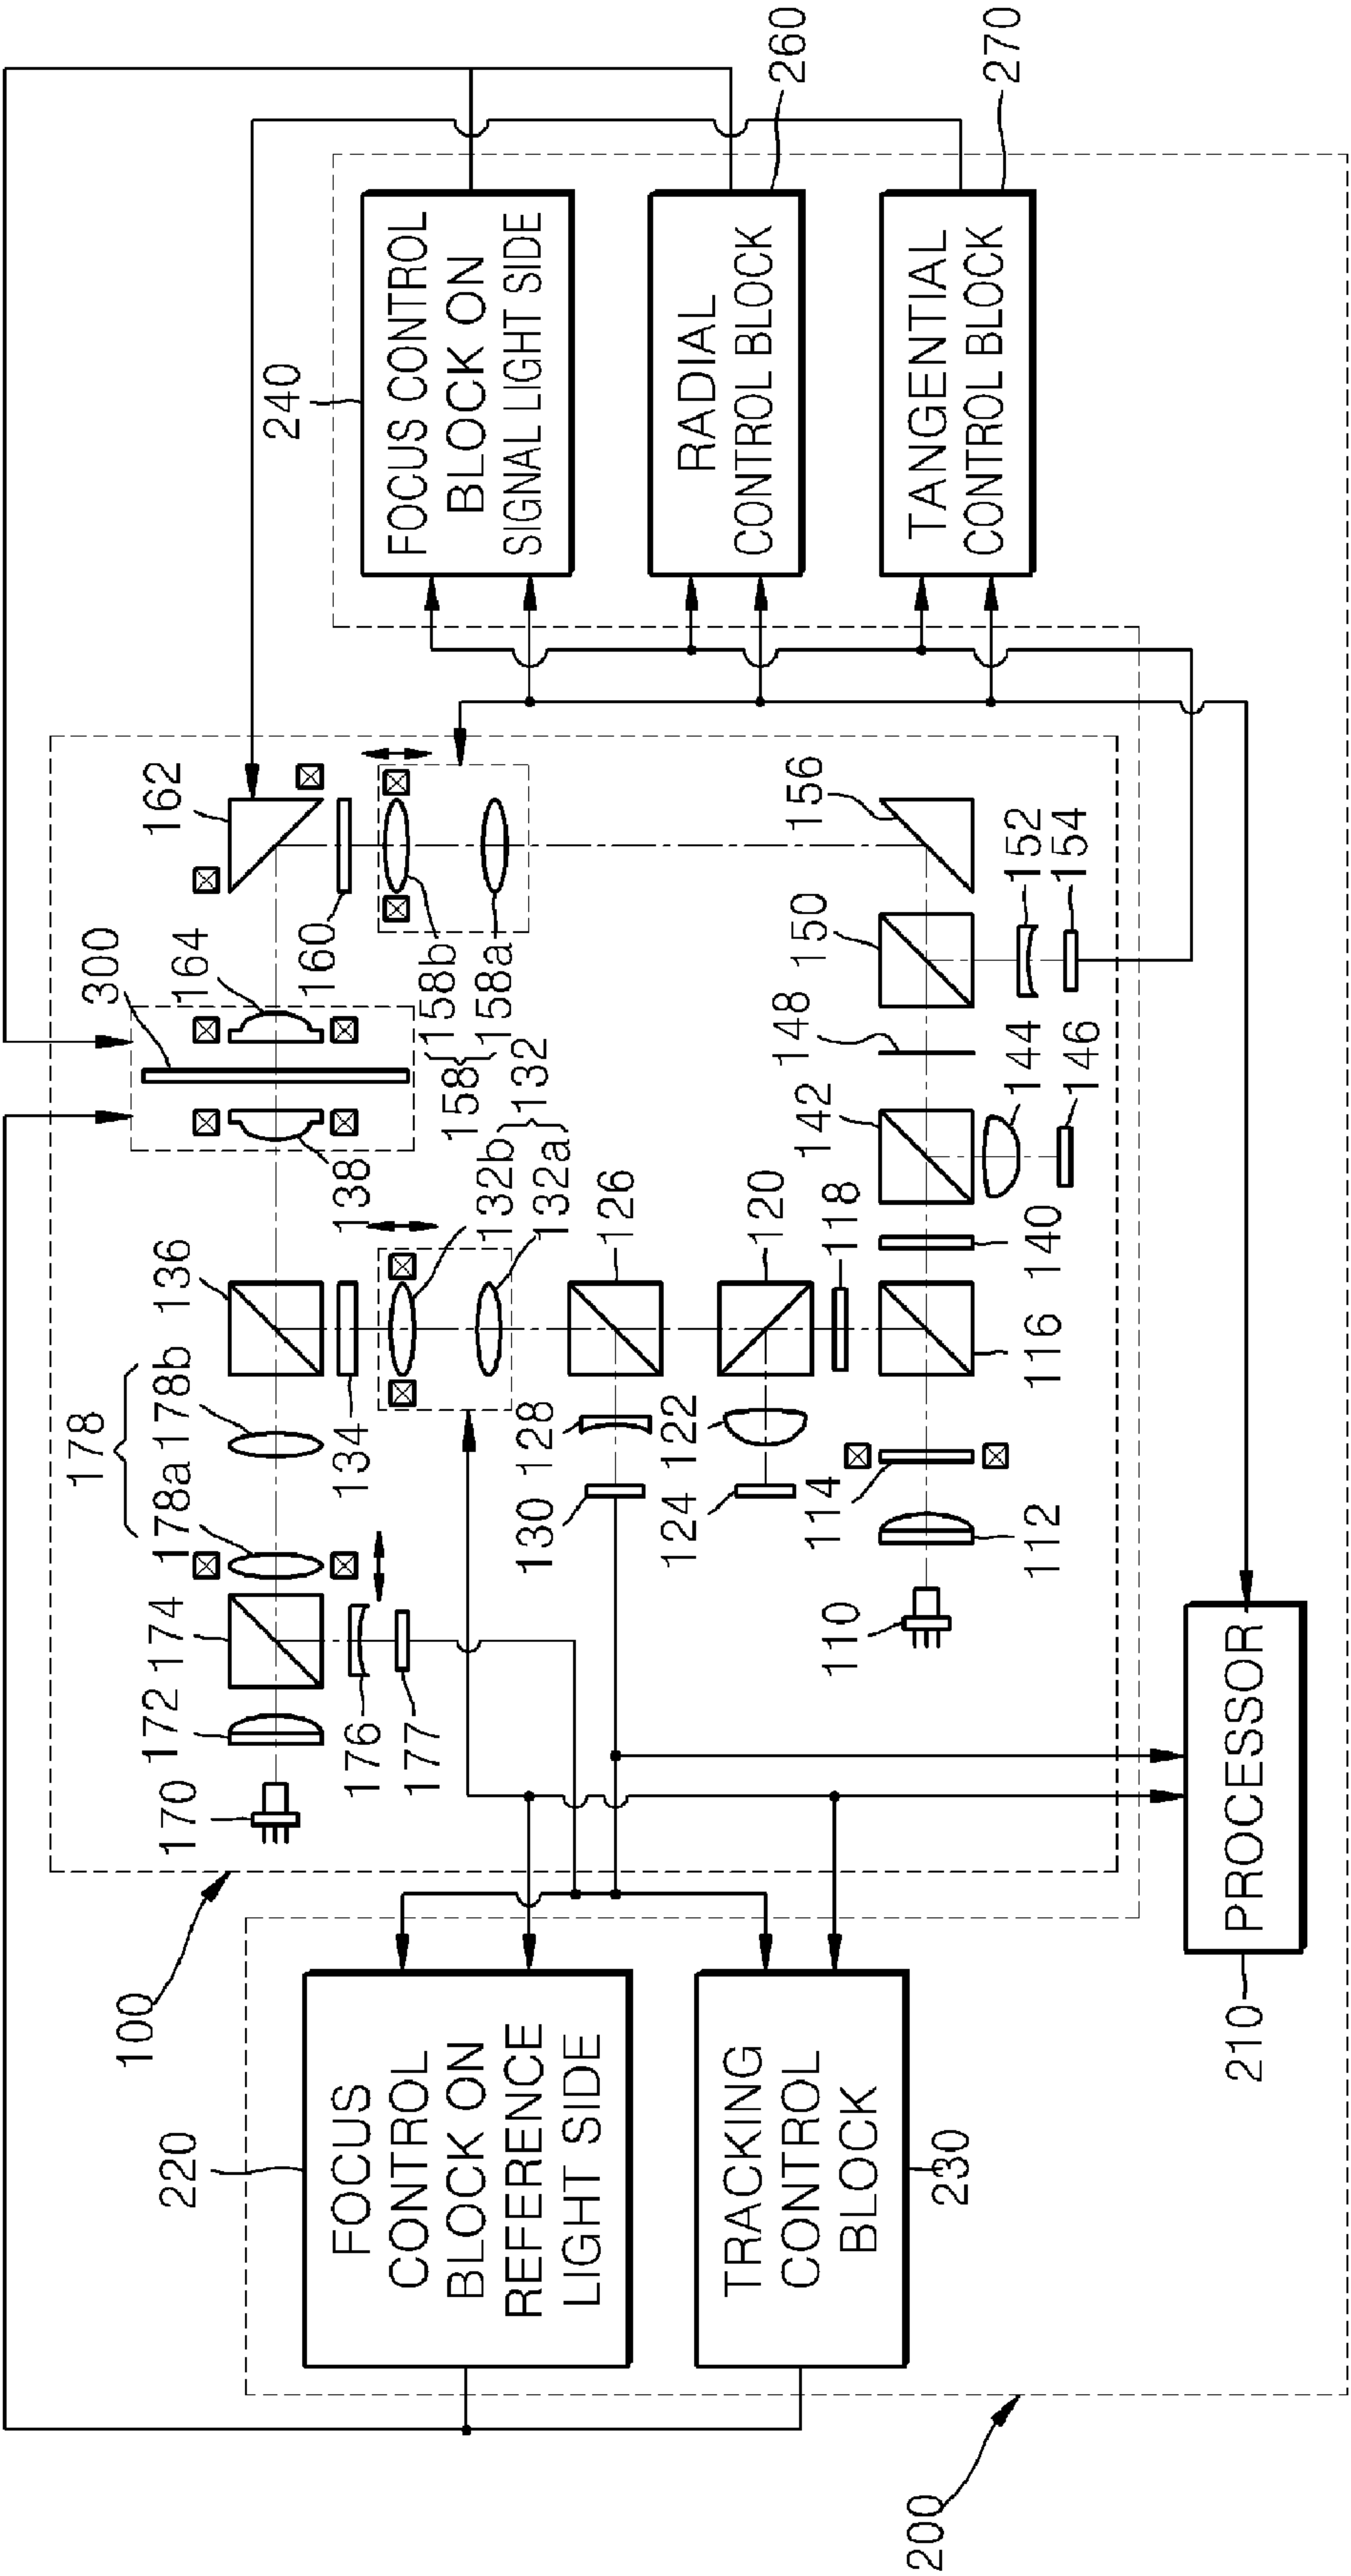 100
170
172
174
178
178a 178b
136
300
164
162
176
177
134
138
160
158b
158a
158
132
132b
132a
130 128
126
124 122
120
118
110
112
114
116
140
142
144
146
148
150
152
154
156
220
FOCUS
CONTROL
BLOCK ON
REFERENCE
LIGHT SIDE
TRACKING
CONTROL
BLOCK
230
240
FOCUS CONTROL
BLOCK ON
SIGNAL LIGHT SIDE
RADIAL
CONTROL BLOCK
260
TANGENTIAL
CONTROL BLOCK
270
PROCESSOR
210
200